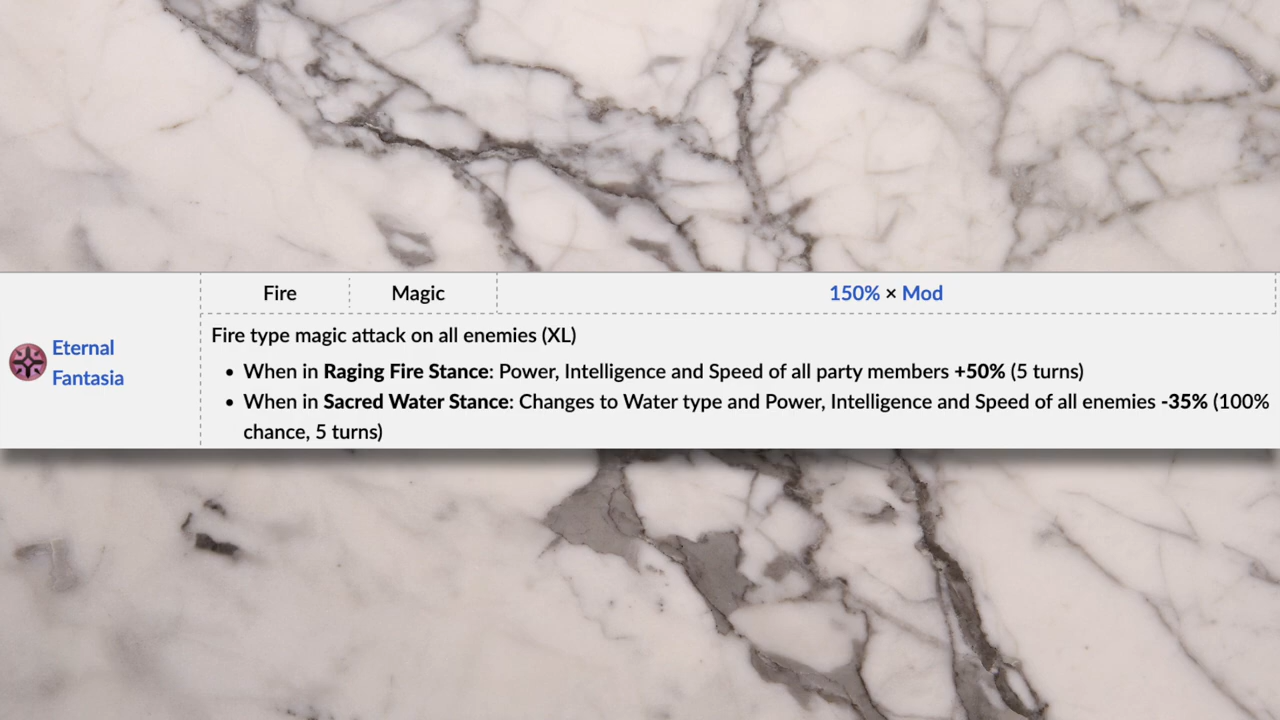 Fire Magic 150% × Mod
Eternal
Fantasia
Fire type magic attack on all enemies (XL)
• When in Raging Fire Stance: Power, Intelligence and Speed of all party members +50% (5 turns)
• When in Sacred Water Stance: Changes to Water type and Power, Intelligence and Speed of all enemies -35% (100%
chance, 5 turns)